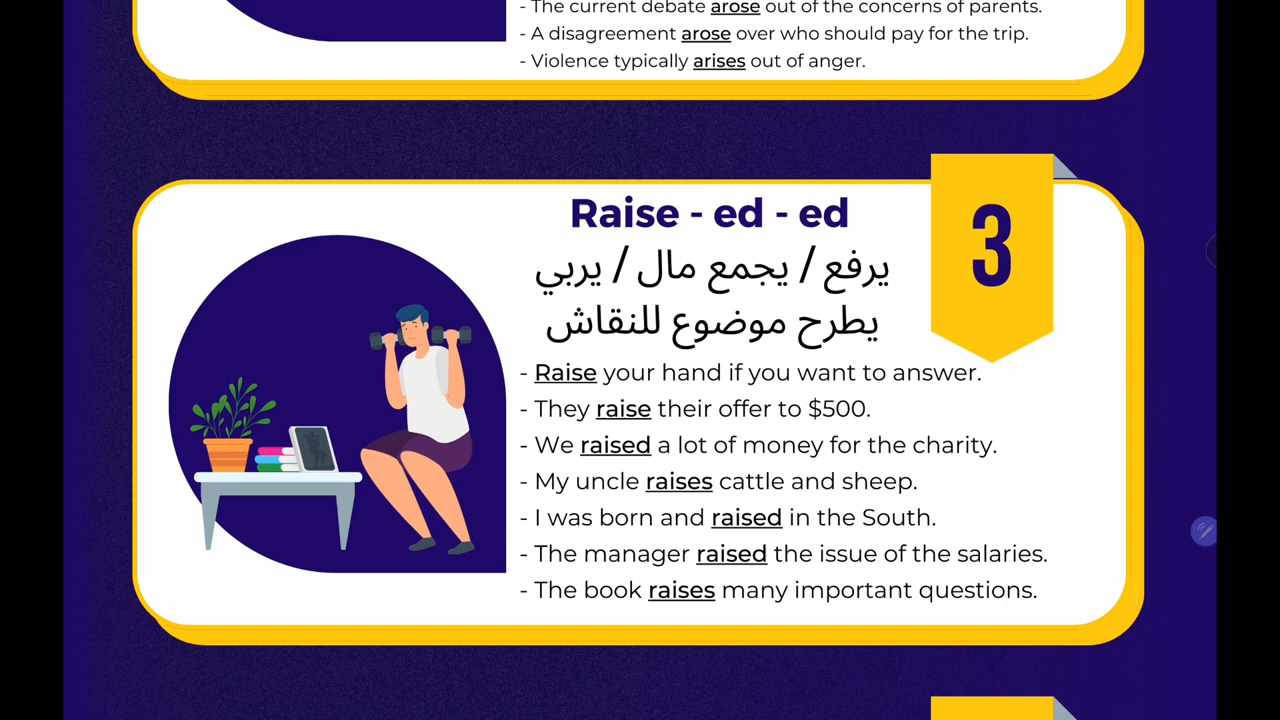 - The current debate arose out of the concerns of parents.
- A disagreement arose over who should pay for the trip.
- Violence typically arises out of anger.
3
Raise - ed - ed
يرفع / يجمع مال / يربي
يطرح موضوع للنقاش
- Raise your hand if you want to answer.
- They raise their offer to $500.
- We raised a lot of money for the charity.
- My uncle raises cattle and sheep.
- I was born and raised in the South.
- The manager raised the issue of the salaries.
- The book raises many important questions.